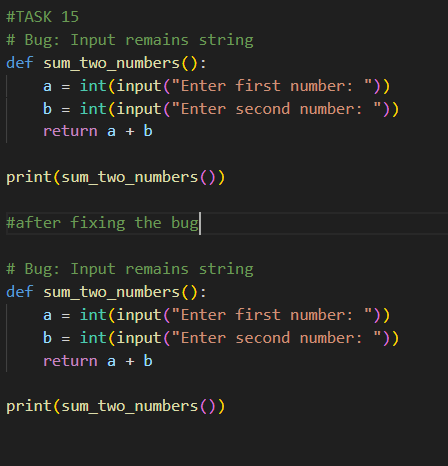 #TASK 15
# Bug: Input remains string
def sum_two_numbers():
    a = int(input("Enter first number: "))
    b = int(input("Enter second number: "))
    return a + b

print(sum_two_numbers())

#after fixing the bug

# Bug: Input remains string
def sum_two_numbers():
    a = int(input("Enter first number: "))
    b = int(input("Enter second number: "))
    return a + b

print(sum_two_numbers())